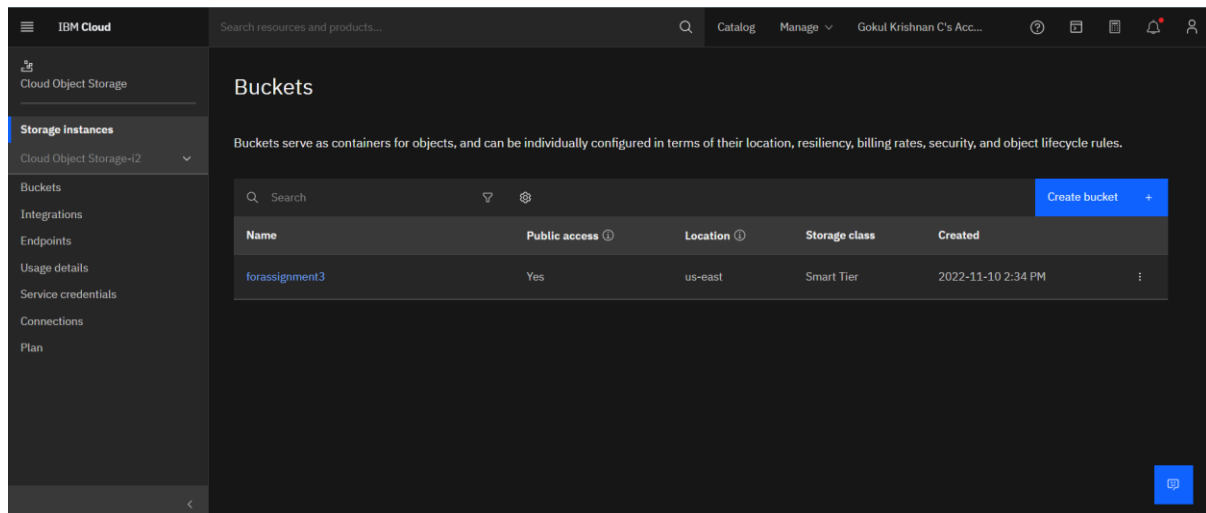 IBM Cloud
Search resources and products...
Catalog
Manage
Gokul Krishnan C's Acc...
Cloud Object Storage
Storage instances
Cloud Object Storage-i2
Buckets
Integrations
Endpoints
Usage details
Service credentials
Connections
Plan
Buckets
Buckets serve as containers for objects, and can be individually configured in terms of their location, resiliency, billing rates, security, and object lifecycle rules.
Search
Create bucket +
Name Public access Location Storage class Created
forassignment3 Yes us-east Smart Tier 2022-11-10 2:34 PM